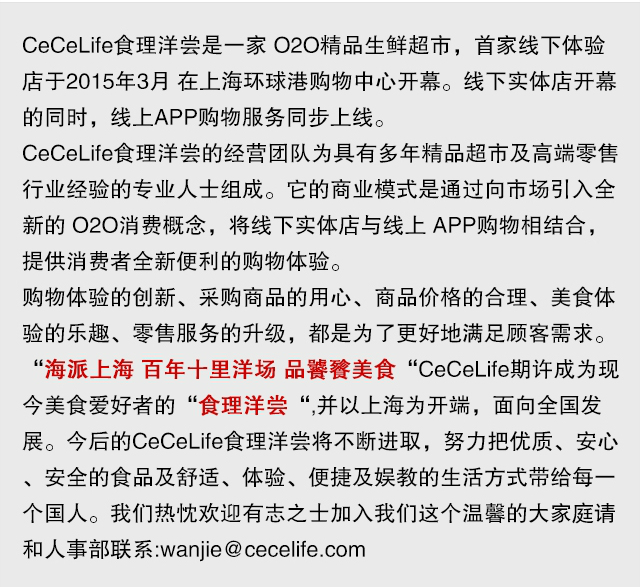 CeCeLife食理洋尝是一家 O2O精品生鲜超市，首家线下体验
店于2015年3月 在上海环球港购物中心开幕。线下实体店开幕
的同时，线上APP购物服务同步上线。
CeCeLife食理洋尝的经营团队为具有多年精品超市及高端零售
行业经验的专业人士组成。它的商业模式是通过向市场引入全
新的 O2O消费概念，将线下实体店与线上 APP购物相结合，
提供消费者全新便利的购物体验。
购物体验的创新、采购商品的用心、商品价格的合理、美食体
验的乐趣、零售服务的升级，都是为了更好地满足顾客需求。
“海派上海 百年十里洋场 品饕餮美食“CeCeLife期许成为现
今美食爱好者的“食理洋尝“,并以上海为开端，面向全国发
展。今后的CeCeLife食理洋尝将不断进取，努力把优质、安心
、安全的食品及舒适、体验、便捷及娱教的生活方式带给每一
个国人。我们热忱欢迎有志之士加入我们这个温馨的大家庭请
和人事部联系:wanjie@cecelife.com